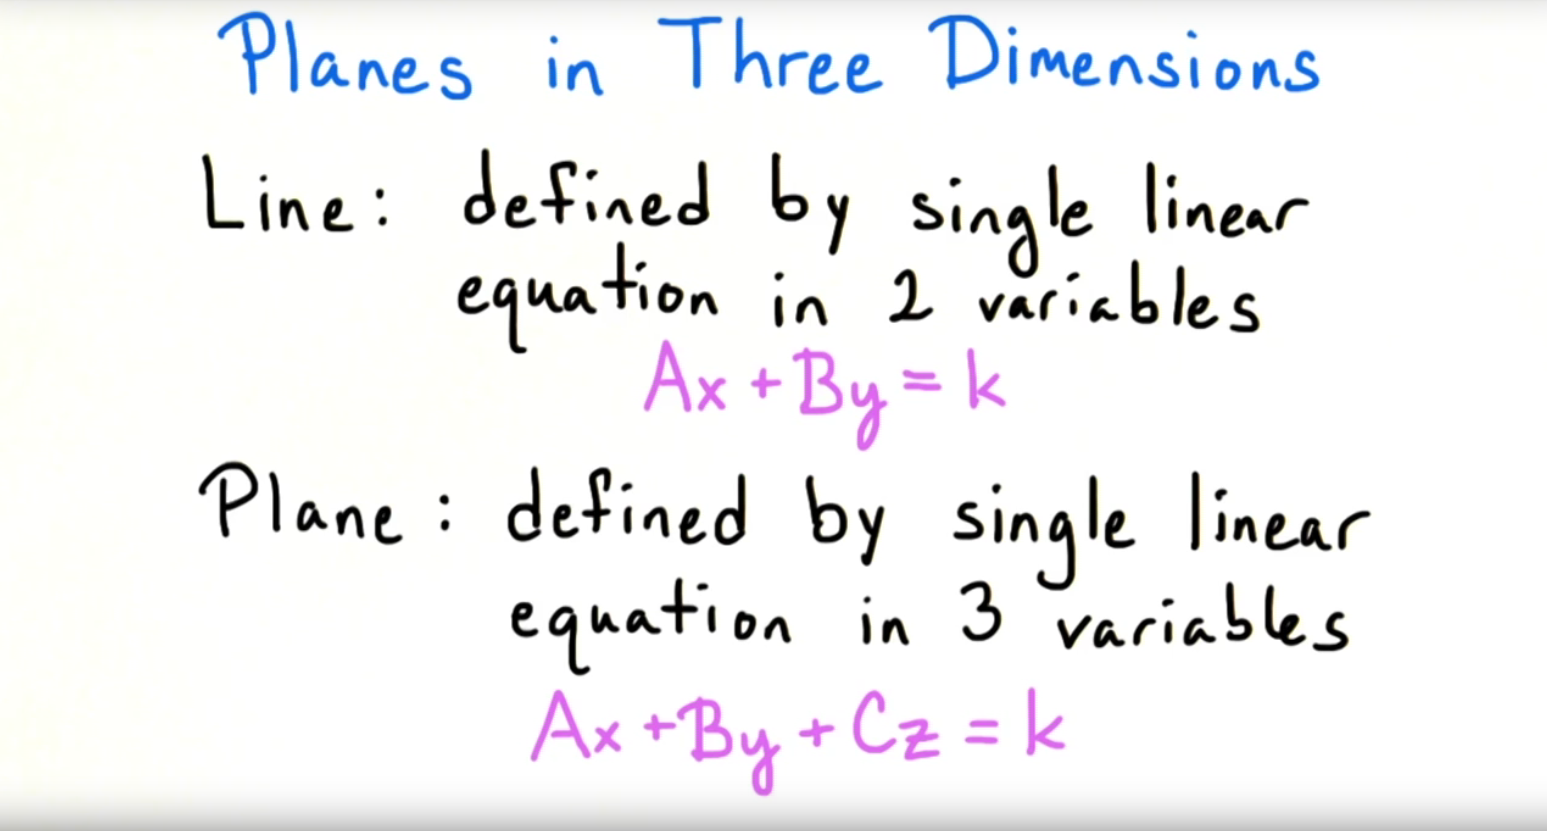 Planes in Three Dimensions
Line: defined by single linear
equation in 2 variables
Ax + By = k
Plane: defined by single linear
equation in 3 variables
Ax + By + Cz = k